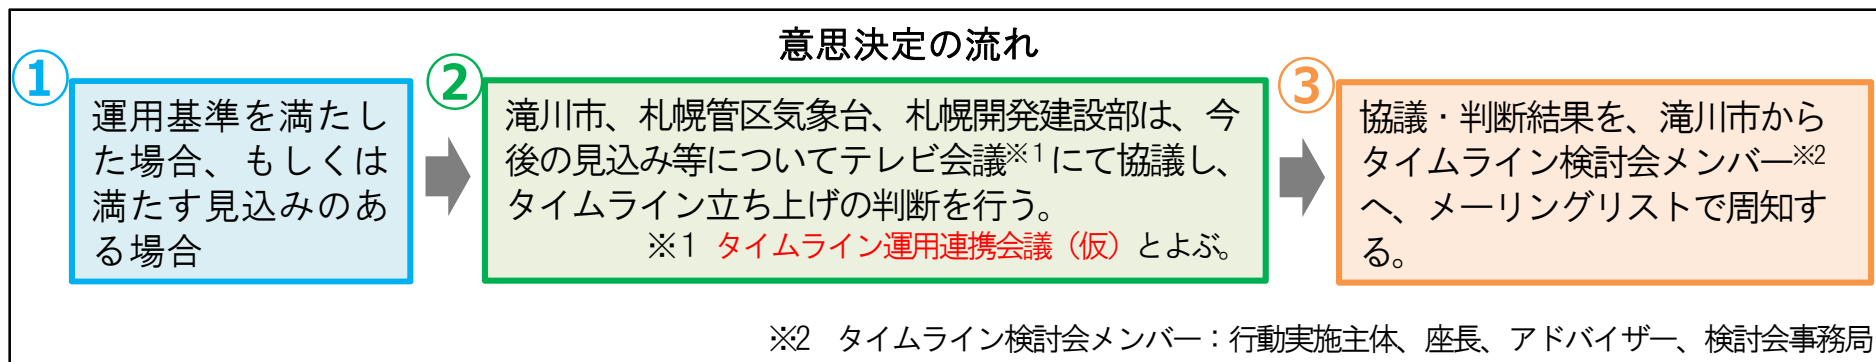 意思決定の流れ
①
運用基準を満たし
た場合、もしくは
満たす見込みのあ
る場合
②
滝川市、札幌管区気象台、札幌開発建設部は、今
後の見込み等についてテレビ会議※1にて協議し、
タイムライン立ち上げの判断を行う。
※1 タイムライン運用連携会議（仮）とよぶ。
③
協議・判断結果を、滝川市から
タイムライン検討会メンバー※2
へ、メーリングリストで周知す
る。
※2 タイムライン検討会メンバー：行動実施主体、座長、アドバイザー、検討会事務局